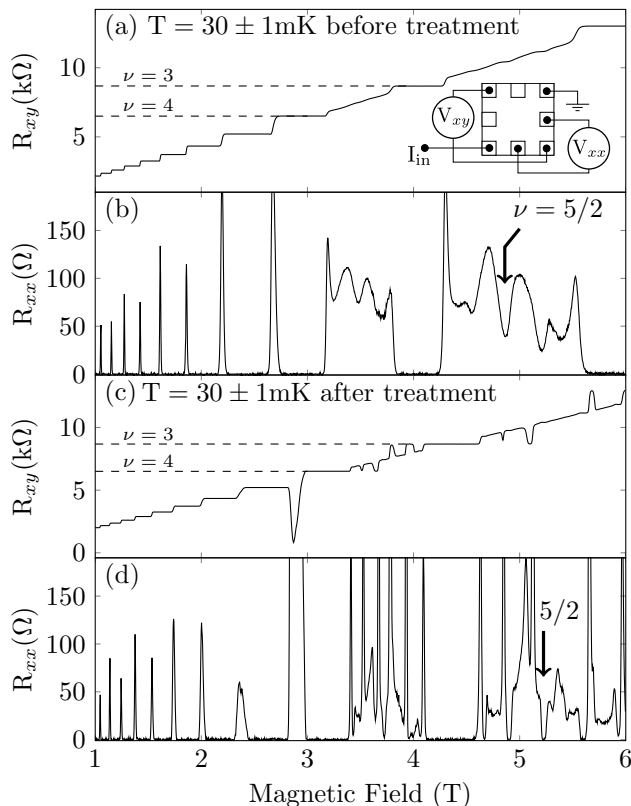 (a) T = 30 ± 1mK before treatment
10
5
R_xy(kΩ)
ν = 3
ν = 4
V_xy
V_xx
I_in
(b)
150
100
50
0
R_xx(Ω)
ν = 5/2
(c) T = 30 ± 1mK after treatment
10
5
0
R_xy(kΩ)
ν = 3
ν = 4
(d)
150
100
50
0
R_xx(Ω)
5/2
1 2 3 4 5 6
Magnetic Field (T)